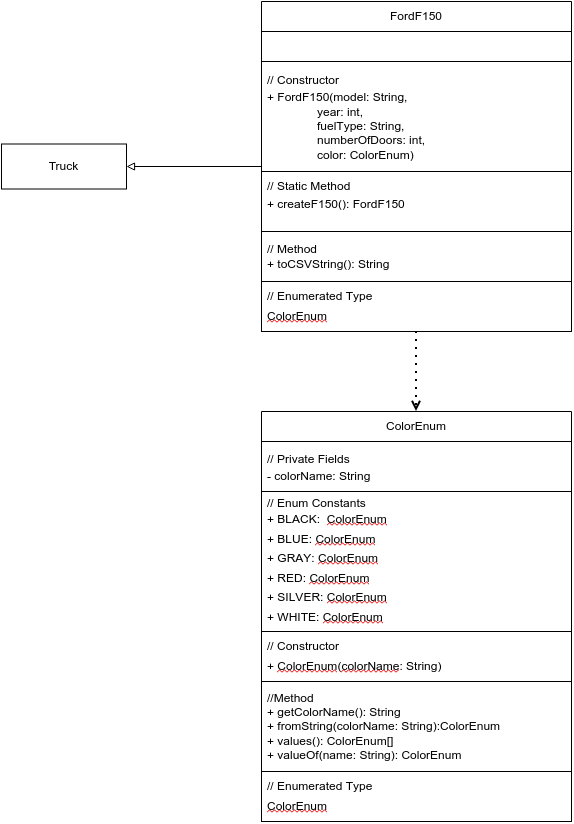 FordF150
// Constructor
+ FordF150(model: String,
year: int,
fuelType: String,
numberOfDoors: int,
color: ColorEnum)
Truck
// Static Method
+ createF150(): FordF150
// Method
+ toCSVString(): String
// Enumerated Type
ColorEnum
ColorEnum
// Private Fields
- colorName: String
// Enum Constants
+ BLACK:  ColorEnum
+ BLUE: ColorEnum
+ GRAY: ColorEnum
+ RED: ColorEnum
+ SILVER: ColorEnum
+ WHITE: ColorEnum
// Constructor
+ ColorEnum(colorName: String)
//Method
+ getColorName(): String
+ fromString(colorName: String):ColorEnum
+ values(): ColorEnum[]
+ valueOf(name: String): ColorEnum
// Enumerated Type
ColorEnum